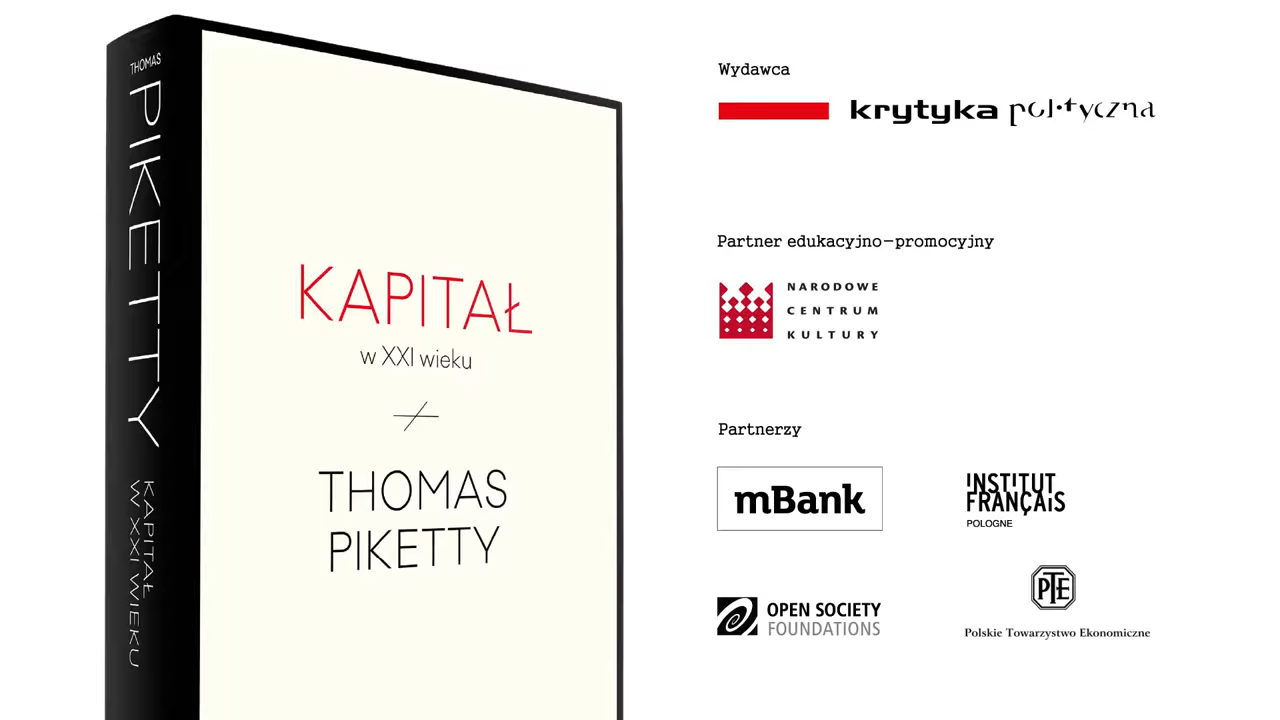 THOMAS PIKETTY
KAPITAŁ
W XXI WIEKU
KAPITAŁ
w XXI wieku
THOMAS
PIKETTY
Wydawca
krytyka polityczna
Partner edukacyjno-promocyjny
NARODOWE
CENTRUM
KULTURY
Partnerzy
mBank
INSTITUT
FRANÇAIS
POLOGNE
OPEN SOCIETY
FOUNDATIONS
PTE
Polskie Towarzystwo Ekonomiczne